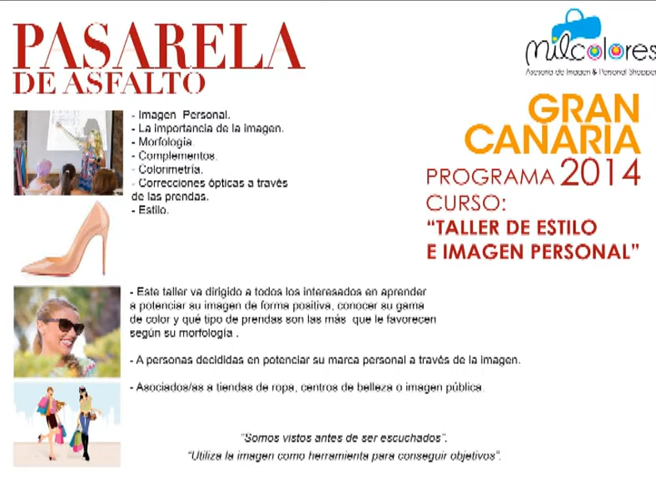 PASARELA
DE ASFALTO
milcolores
Asesoría de Imagen & Personal Shopper
GRAN
CANARIA
PROGRAMA 2014
CURSO:
"TALLER DE ESTILO
E IMAGEN PERSONAL"
- Imagen Personal.
- La importancia de la imagen.
- Morfología.
- Complementos.
- Colorimetría.
- Correcciones ópticas a través
de las prendas.
- Estilo.
- Este taller va dirigido a todos los interesados en aprender
a potenciar su imagen de forma positiva, conocer su gama
de color y qué tipo de prendas son las más que le favorecen
según su morfología .
- A personas decididas en potenciar su marca personal a través de la imagen.
- Asociados/as a tiendas de ropa, centros de belleza o imagen pública.
"Somos vistos antes de ser escuchados".
"Utiliza la imagen como herramienta para conseguir objetivos".